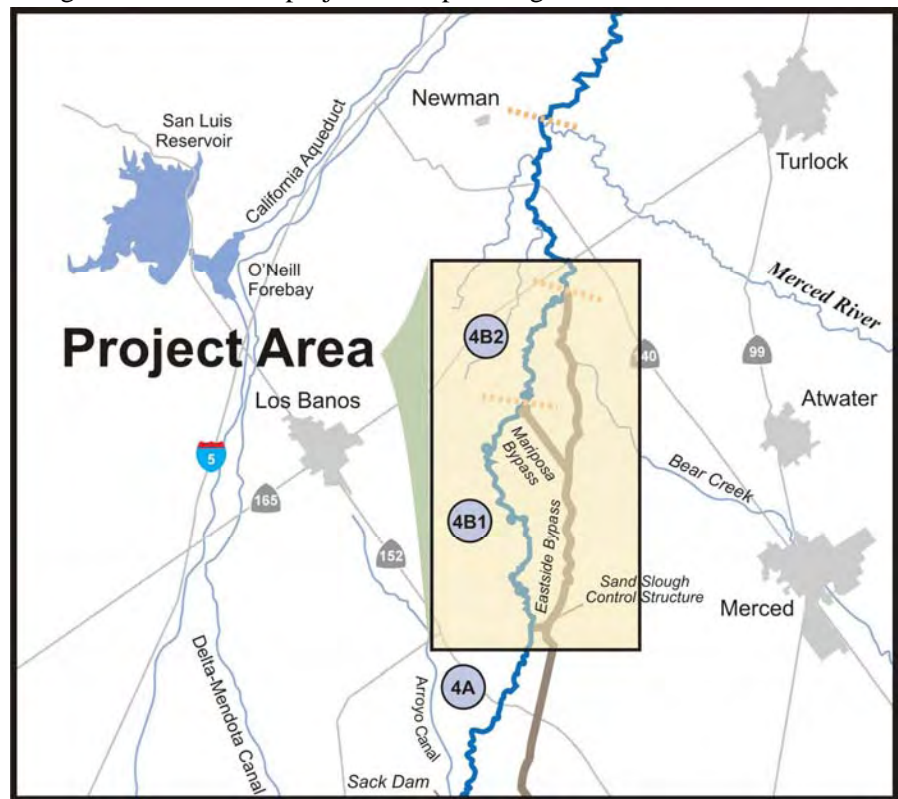 Newman
San Luis
Reservoir
California Aqueduct
Turlock
O'Neill
Forebay
Merced River
Project Area
4B2
140
99
Los Banos
Atwater
Mariposa
Bypass
5
165
Bear Creek
4B1
152
Eastside Bypass
Sand Slough
Control Structure
Merced
4A
Delta-Mendota Canal
Arroyo Canal
Sack Dam